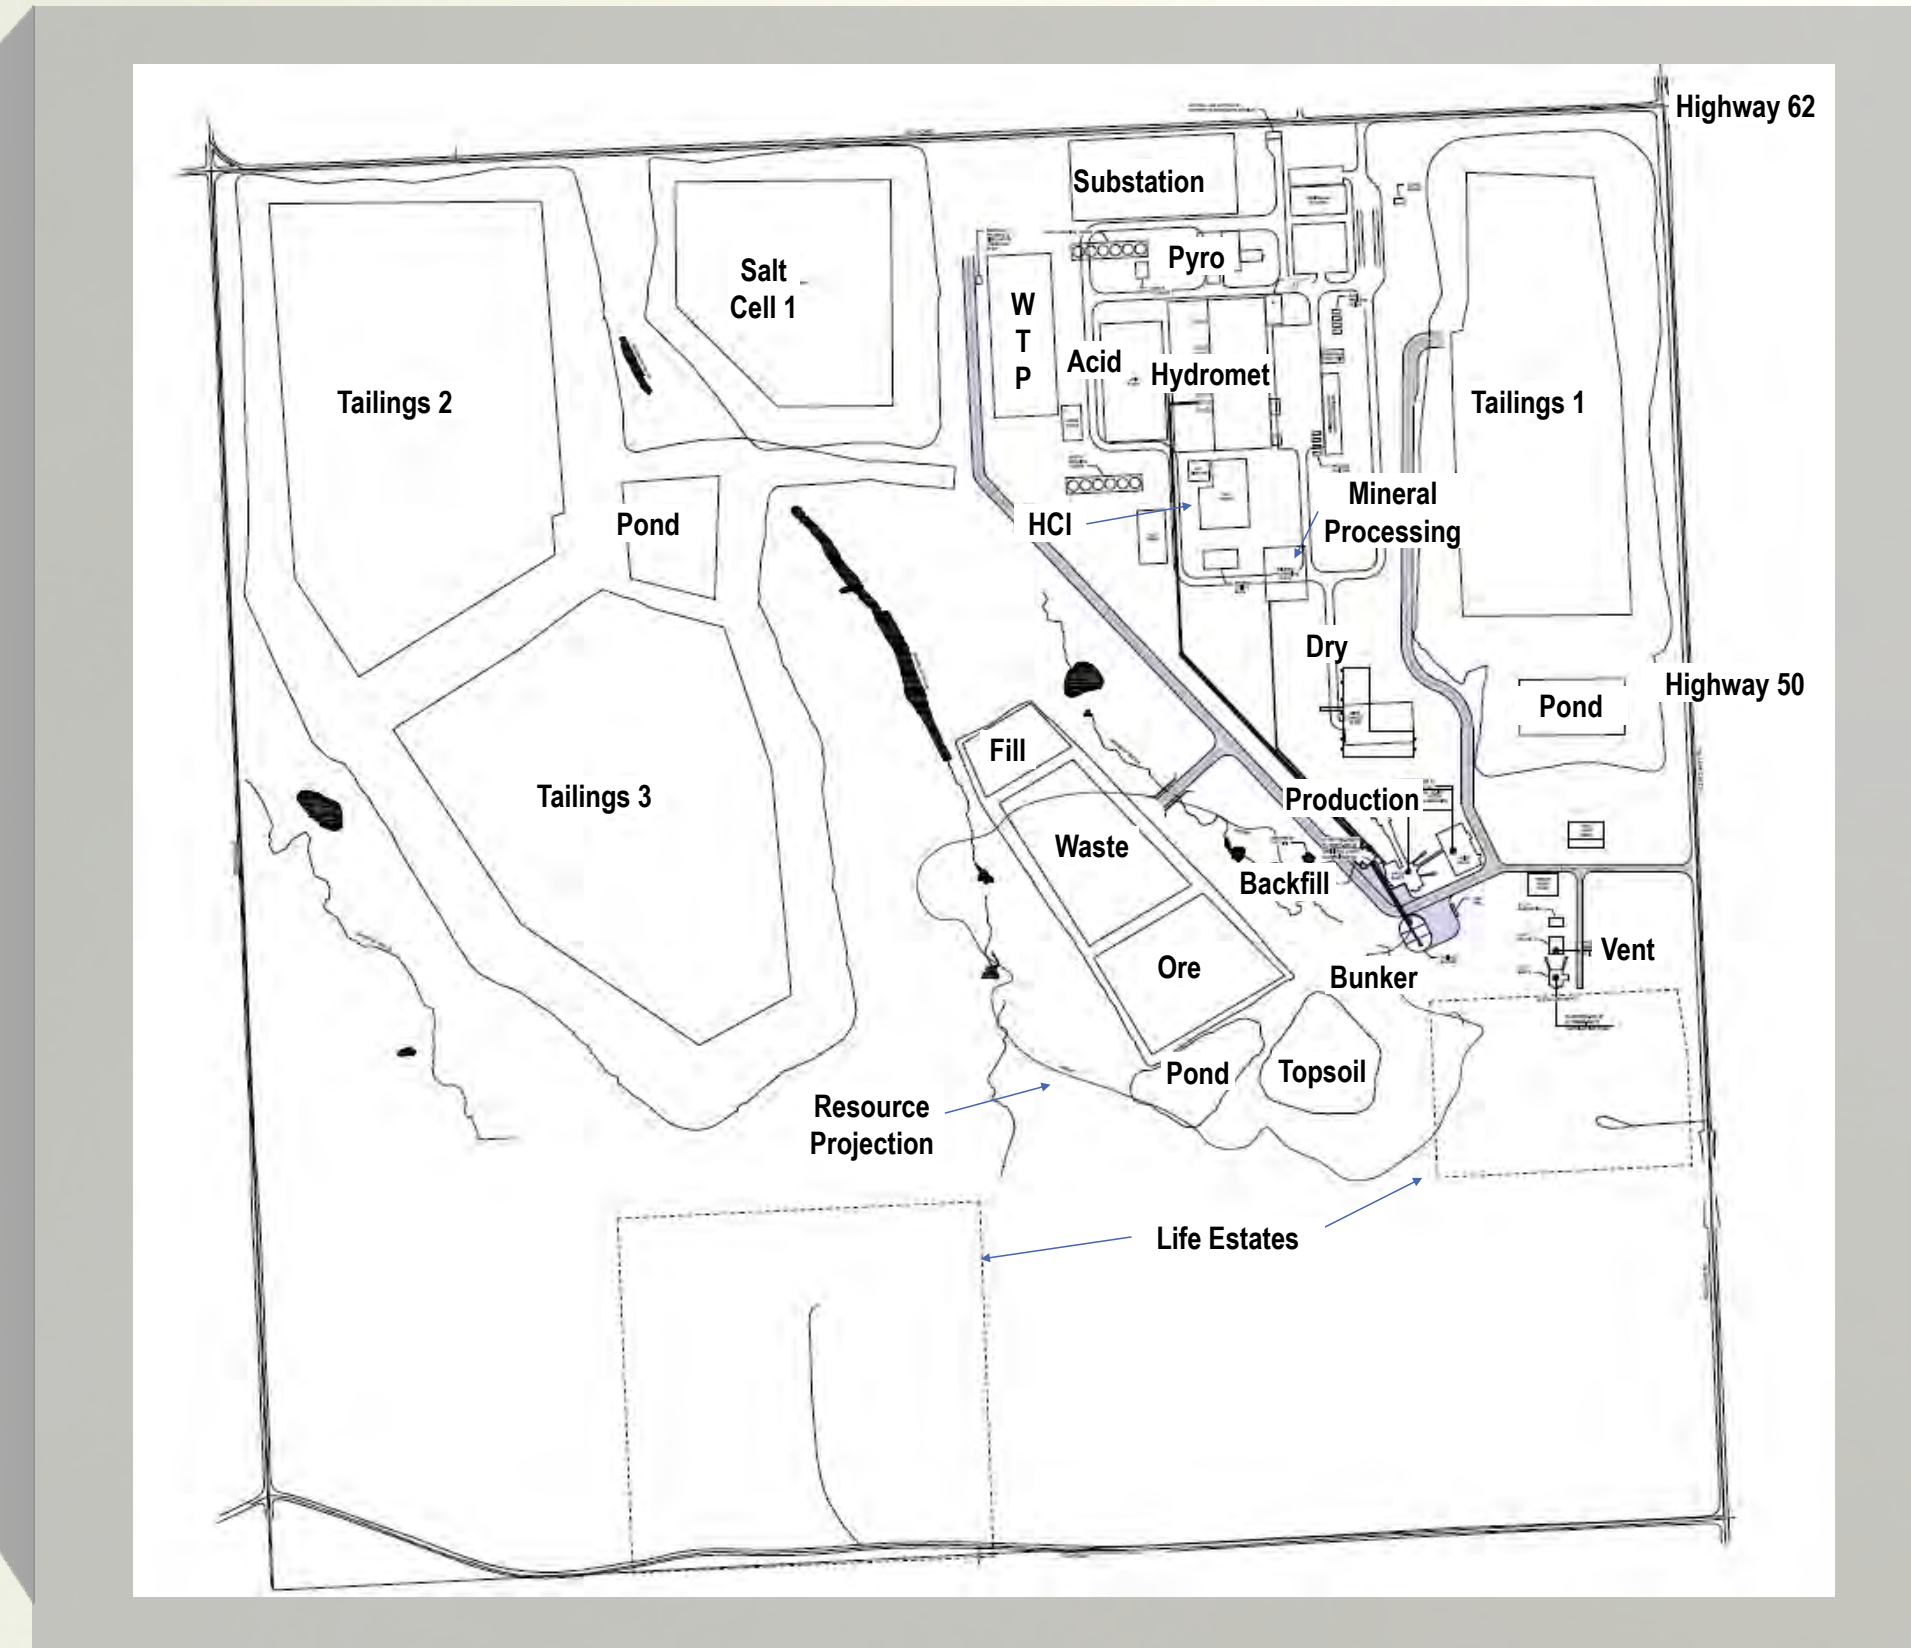 Highway 62
Substation
Pyro
Salt
Cell 1
W
T
P
Acid
Hydromet
Tailings 2
Tailings 1
Mineral
Processing
Pond
HCl
Dry
Highway 50
Pond
Fill
Tailings 3
Production
Waste
Backfill
Vent
Ore
Bunker
Pond
Topsoil
Resource
Projection
Life Estates